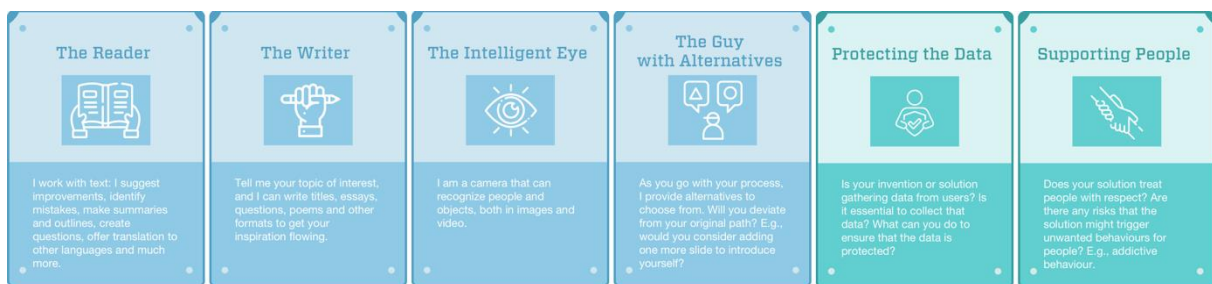 The Reader
I work with text: I suggest
improvements, identify
mistakes, make summaries
and outlines, create
questions, offer translation to
other languages and much
more.
The Writer
Tell me your topic of interest,
and I can write titles, essays,
questions, poems and other
formats to get your
inspiration flowing.
The Intelligent Eye
I am a camera that can
recognize people and
objects, both in images and
video.
The Guy
with Alternatives
As you go with your process,
I provide alternatives to
choose from. Will you deviate
from your original path? E.g.,
would you consider adding
one more slide to introduce
yourself?
Protecting the Data
Is your invention or solution
gathering data from users? Is
it essential to collect that
data? What can you do to
ensure that the data is
protected?
Supporting People
Does your solution treat
people with respect? Are
there any risks that the
solution might trigger
unwanted behaviours for
people? E.g., addictive
behaviour.